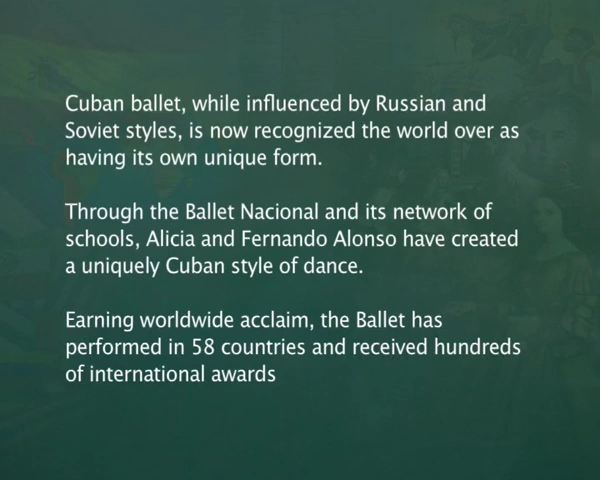 Cuban ballet, while influenced by Russian and
Soviet styles, is now recognized the world over as
having its own unique form.
Through the Ballet Nacional and its network of
schools, Alicia and Fernando Alonso have created
a uniquely Cuban style of dance.
Earning worldwide acclaim, the Ballet has
performed in 58 countries and received hundreds
of international awards